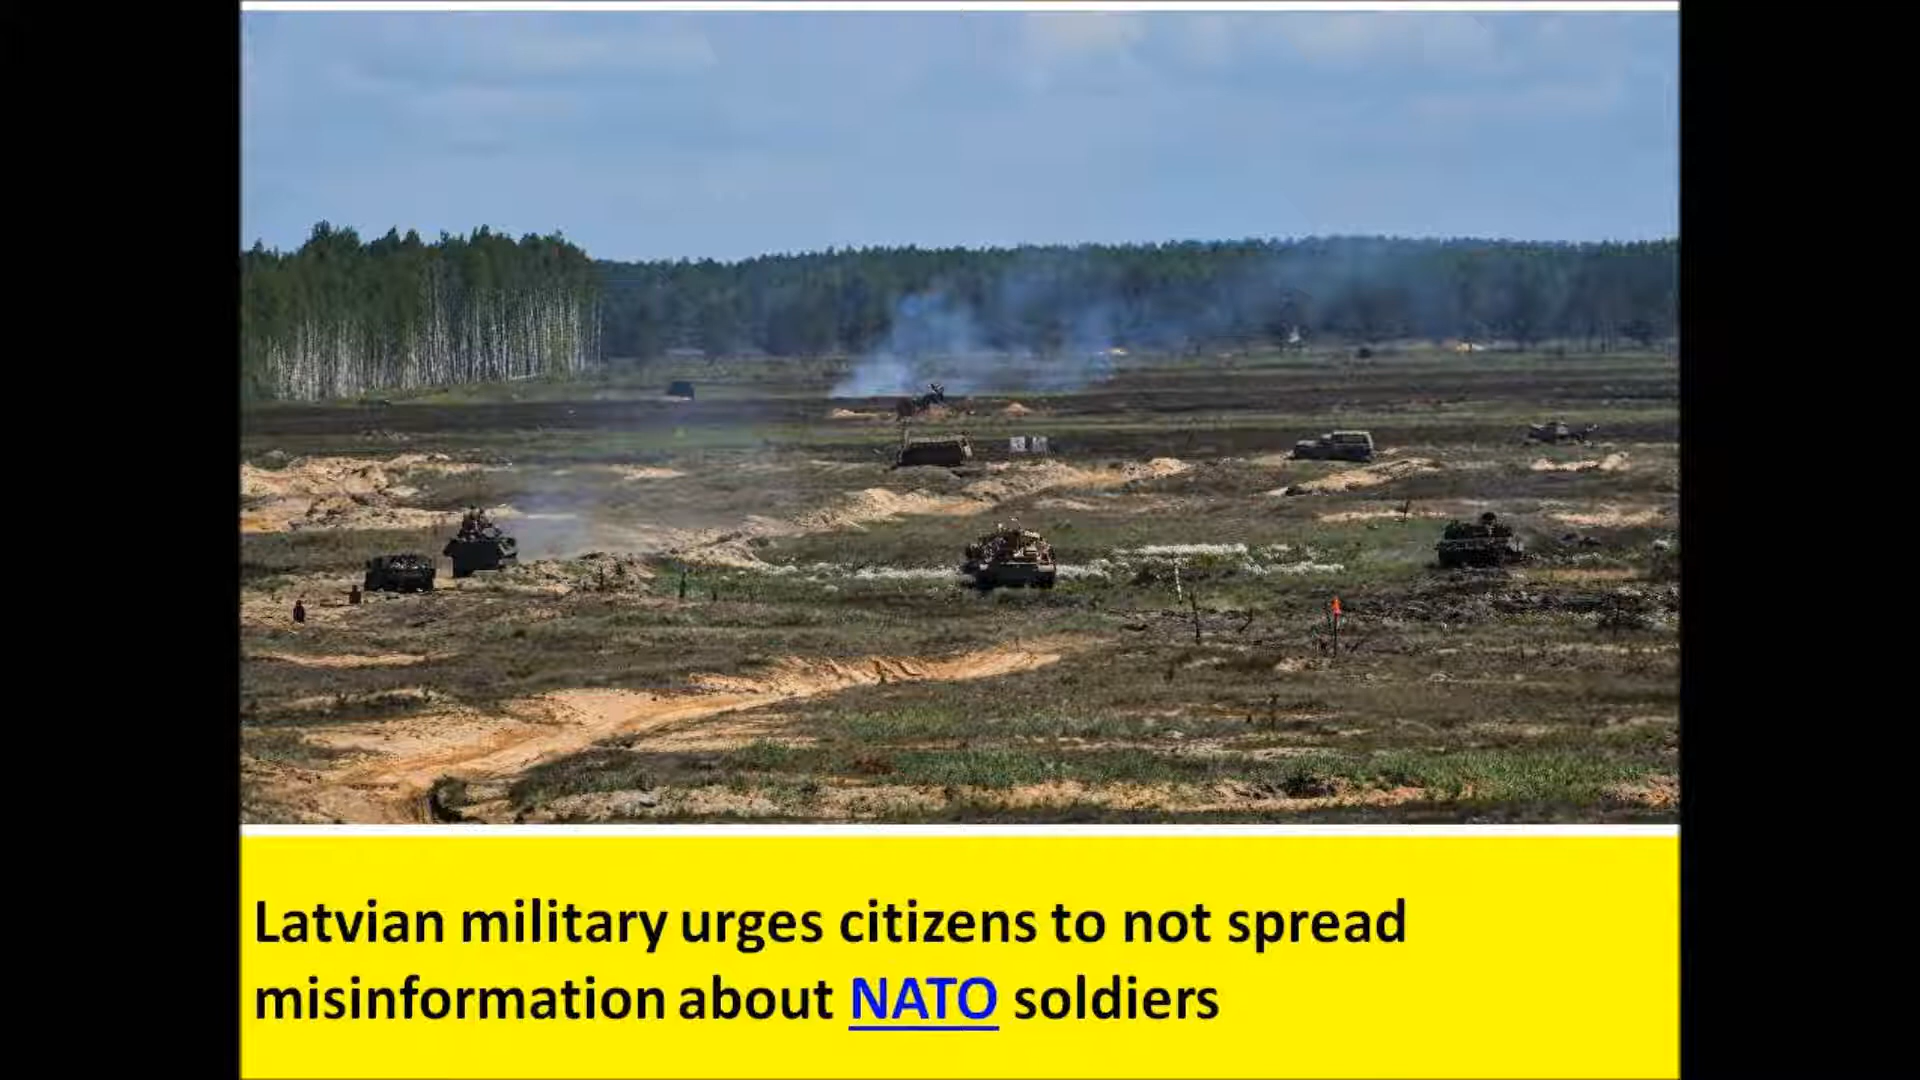 Latvian military urges citizens to not spread
misinformation about NATO soldiers